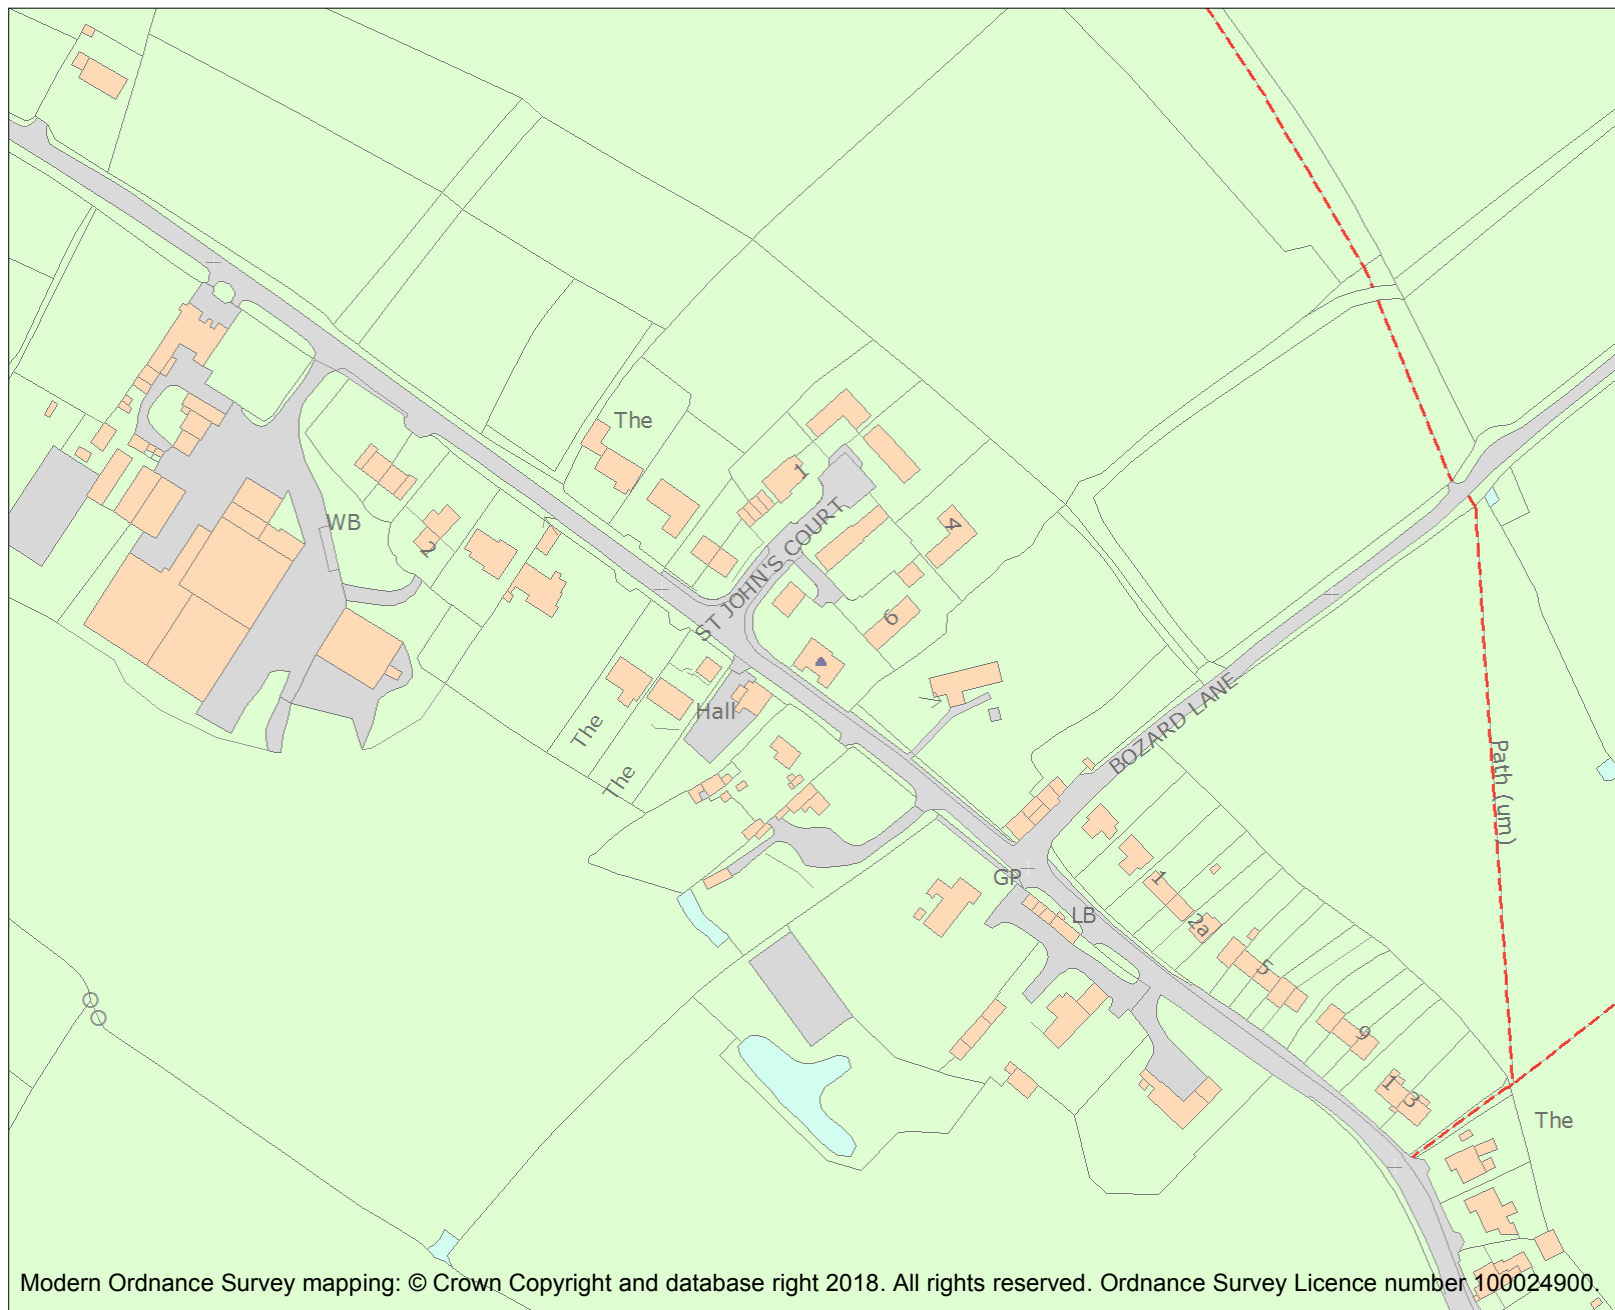 The
1
WB
4
2
ST JOHN'S COURT
6
Hall
The
BOZARD LANE
The
Path (um)
GP
1
LB
2a
5
9
1
3
The
Modern Ordnance Survey mapping: © Crown Copyright and database right 2018. All rights reserved. Ordnance Survey Licence number 100024900.